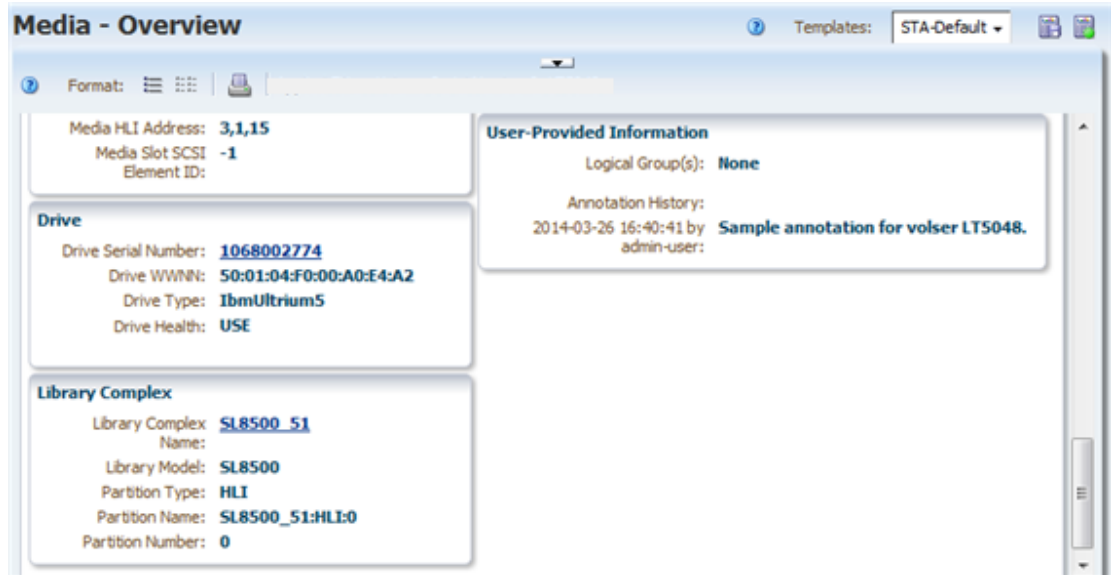 Media - Overview
Templates: STA-Default
Format:
Media HLI Address: 3,1,15
Media Slot SCSI -1
Element ID:
Drive
Drive Serial Number: 1068002774
Drive WWNN: 50:01:04:F0:00:A0:E4:A2
Drive Type: IbmUltrium5
Drive Health: USE
Library Complex
Library Complex SL8500_51
Name:
Library Model: SL8500
Partition Type: HLI
Partition Name: SL8500_51:HLI:0
Partition Number: 0
User-Provided Information
Logical Group(s): None
Annotation History:
2014-03-26 16:40:41 by Sample annotation for volser LT5048.
admin-user: